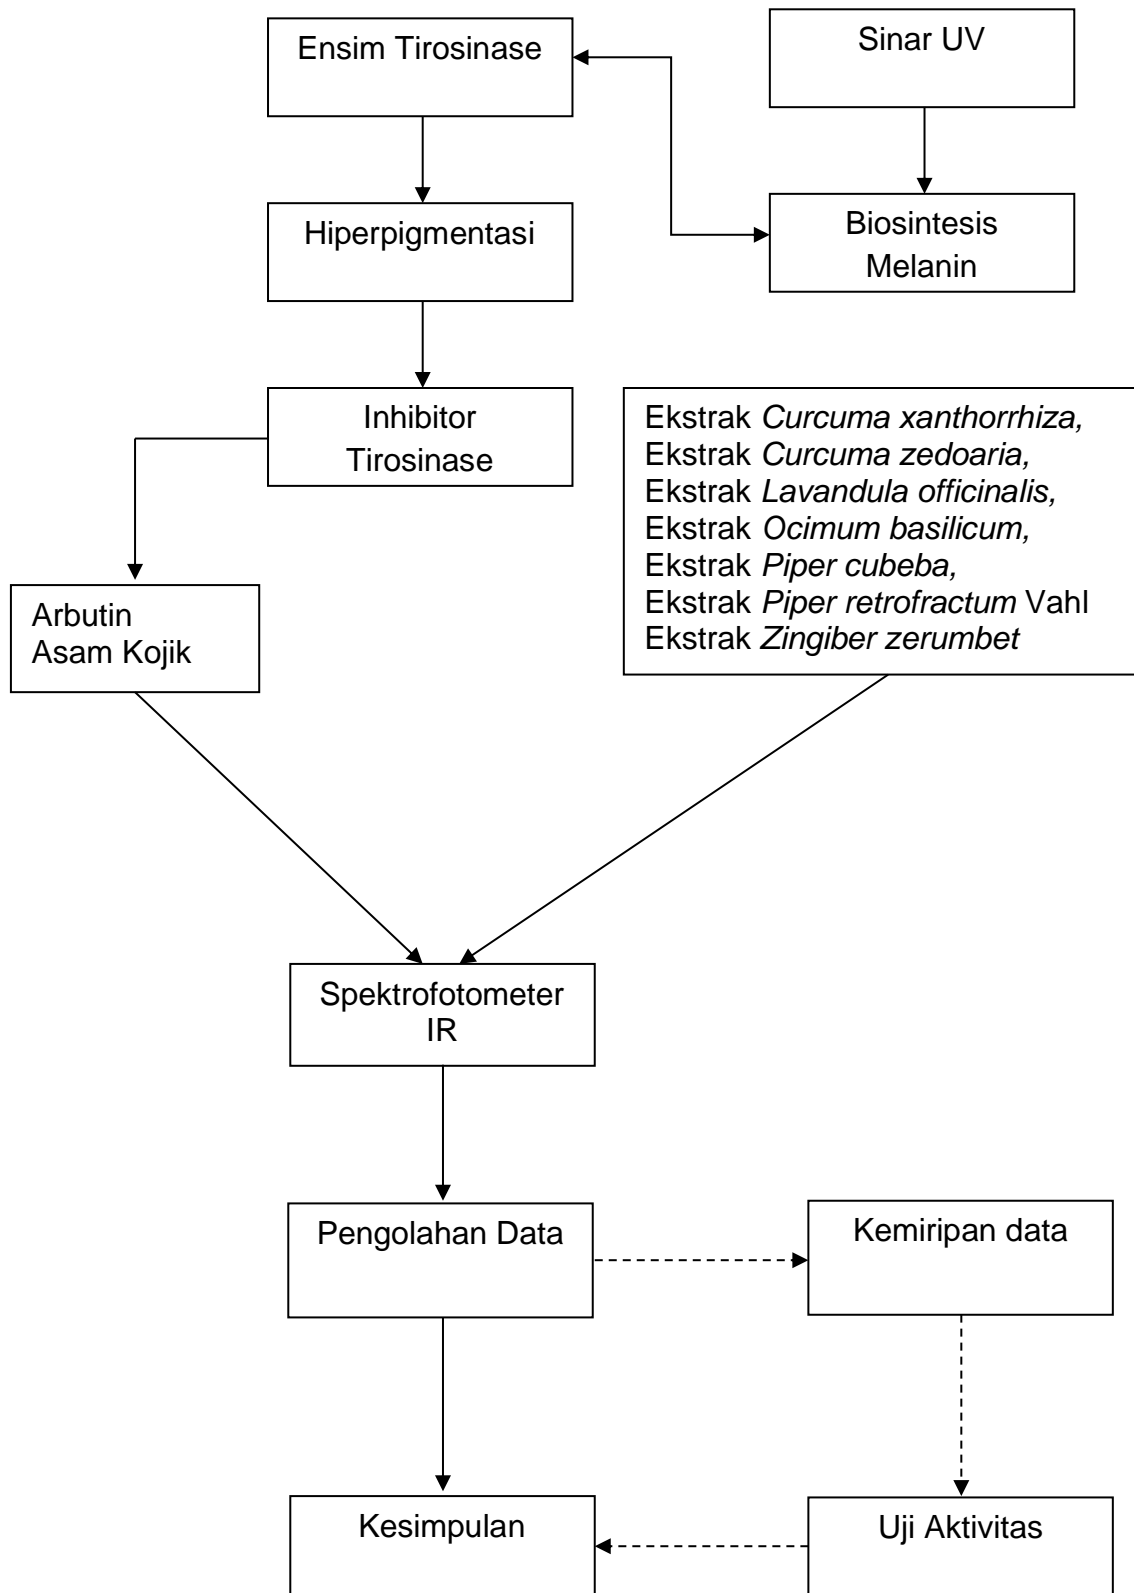 Ensim Tirosinase
Sinar UV
Hiperpigmentasi
Biosintesis
Melanin
Inhibitor
Tirosinase
Ekstrak Curcuma xanthorrhiza,
Ekstrak Curcuma zedoaria,
Ekstrak Lavandula officinalis,
Ekstrak Ocimum basilicum,
Ekstrak Piper cubeba,
Ekstrak Piper retrofractum Vahl
Ekstrak Zingiber zerumbet
Arbutin
Asam Kojik
Spektrofotometer
IR
Pengolahan Data
Kemiripan data
Kesimpulan
Uji Aktivitas